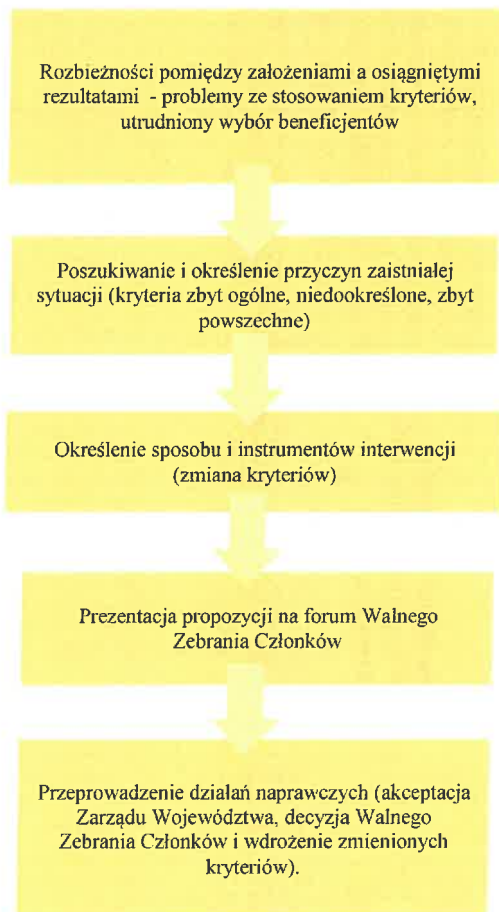 Rozbieżności pomiędzy założeniami a osiągniętymi
rezultatami - problemy ze stosowaniem kryteriów,
utrudniony wybór beneficjentów
Poszukiwanie i określenie przyczyn zaistniałej
sytuacji (kryteria zbyt ogólne, niedookreślone, zbyt
powszechne)
Określenie sposobu i instrumentów interwencji
(zmiana kryteriów)
Prezentacja propozycji na forum Walnego
Zebrania Członków
Przeprowadzenie działań naprawczych (akceptacja
Zarządu Województwa, decyzja Walnego
Zebrania Członków i wdrożenie zmienionych
kryteriów).